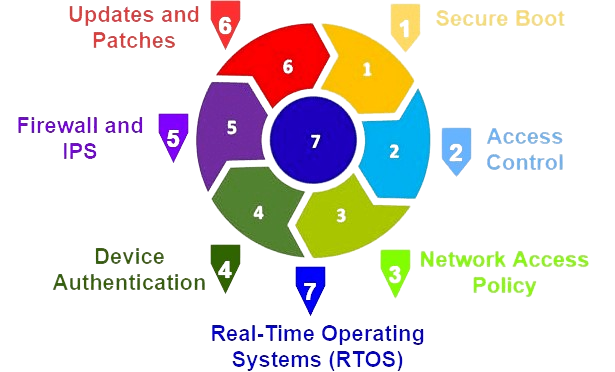 Updates and
Patches
6
1
Secure Boot
6
1
Firewall and
IPS
5
5
7
2
2
Access
Control
4
3
Device
Authentication
4
7
3
Network Access
Policy
Real-Time Operating
Systems (RTOS)